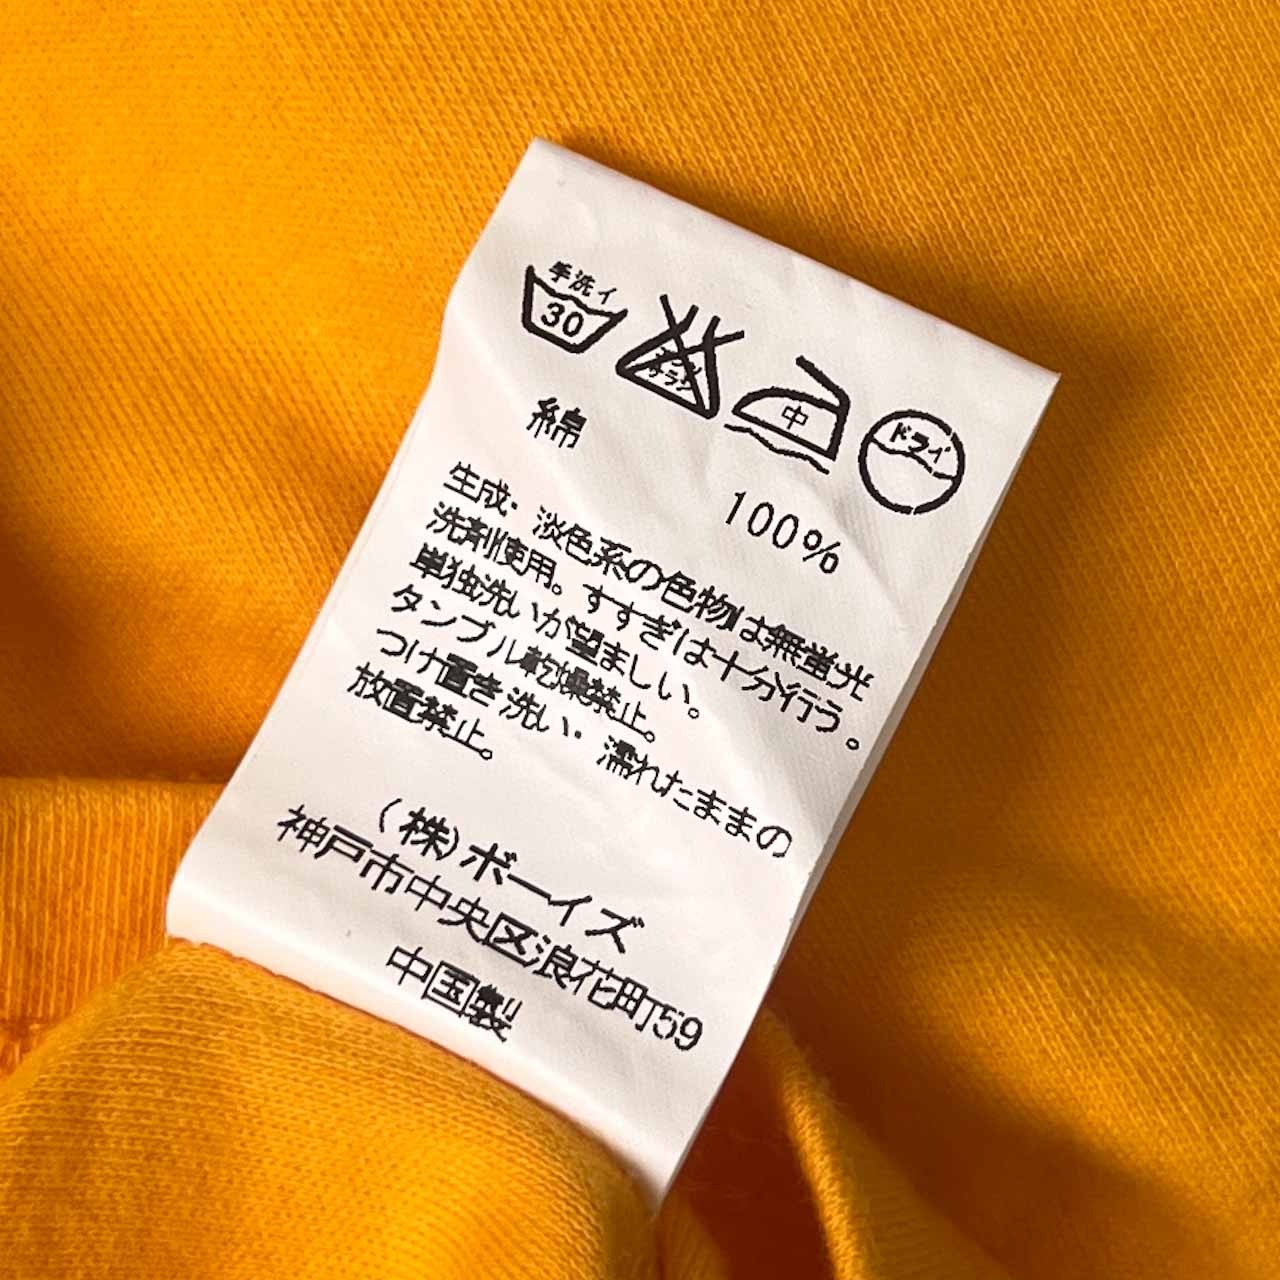 手洗イ
30
エンソ
サラシ
中
ドライ
綿 100%
生成・淡色系の色物は無蛍光
洗剤使用。すすぎは十分行う。
単独洗いが望ましい。
タンブル乾燥禁止。
つけ置き洗い・濡れたままの
放置禁止。
(株)ボーイズ
神戸市中央区浪花町59
中国製